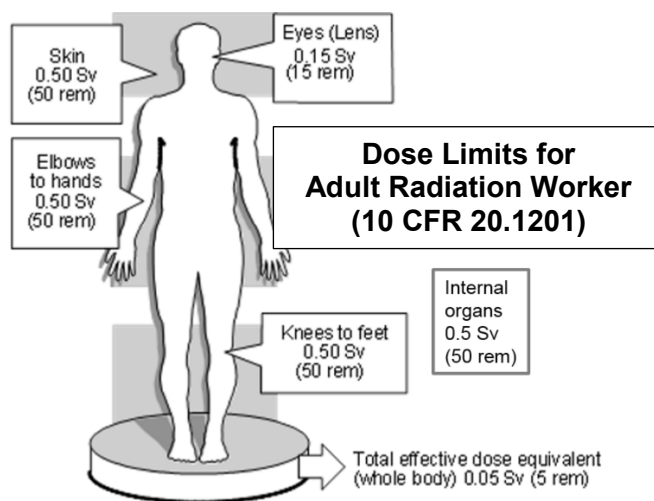 Skin
0.50 Sv
(50 rem)
Eyes (Lens)
0.15 Sv
(15 rem)
Elbows
to hands
0.50 Sv
(50 rem)
Dose Limits for
Adult Radiation Worker
(10 CFR 20.1201)
Internal
organs
0.5 Sv
(50 rem)
Knees to feet
0.50 Sv
(50 rem)
Total effective dose equivalent
(whole body) 0.05 Sv (5 rem)